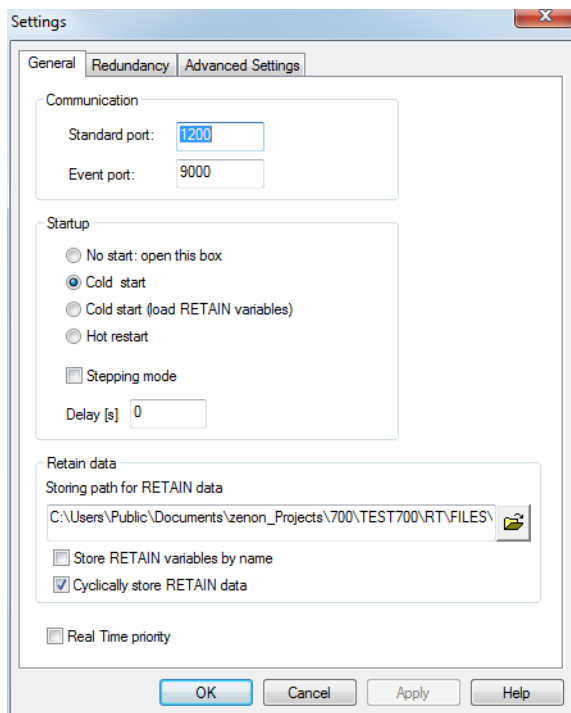 Settings
General Redundancy Advanced Settings
Communication
Standard port: 1200
Event port: 9000
Startup
No start: open this box
Cold start
Cold start (load RETAIN variables)
Hot restart
Stepping mode
Delay [s] 0
Retain data
Storing path for RETAIN data
C:\Users\Public\Documents\zenon_Projects\700\TEST700\RT\FILES\
Store RETAIN variables by name
Cyclically store RETAIN data
Real Time priority
OK Cancel Apply Help